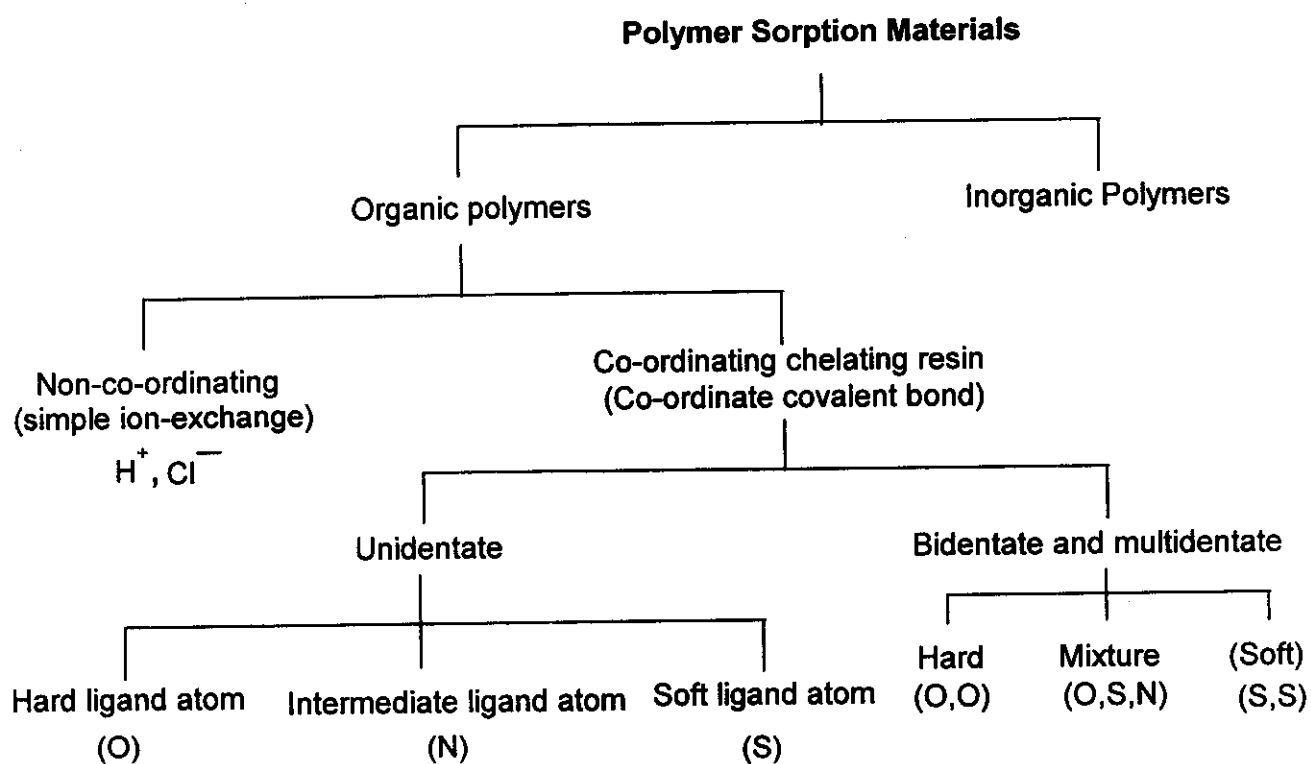 Polymer Sorption Materials
Organic polymers
Inorganic Polymers
Non-co-ordinating
(simple ion-exchange)
H⁺, Cl⁻
Co-ordinating chelating resin
(Co-ordinate covalent bond)
Unidentate
Bidentate and multidentate
Hard ligand atom
(O)
Intermediate ligand atom
(N)
Soft ligand atom
(S)
Hard
(O,O)
Mixture
(O,S,N)
(Soft)
(S,S)